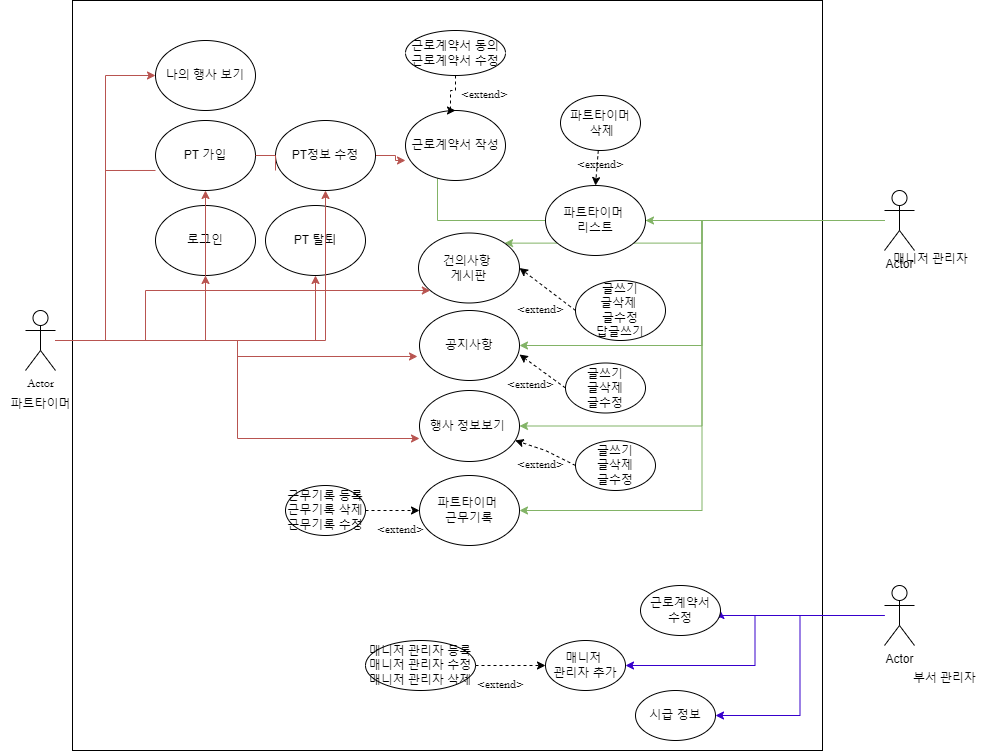 근로계약서 동의
근로계약서 수정
<extend>
나의 행사 보기
근로계약서 작성
파트타이머
삭제
<extend>
PT 가입
PT정보 수정
파트타이머
리스트
로그인
PT 탈퇴
Actor
매니저 관리자
건의사항
게시판
<extend>
글쓰기
글삭제
글수정
답글쓰기
Actor
파트타이머
공지사항
<extend>
글쓰기
글삭제
글수정
행사 정보보기
<extend>
글쓰기
글삭제
글수정
근무기록 등록
근무기록 삭제
근무기록 수정
<extend>
파트타이머
근무기록
근로계약서
수정
Actor
부서 관리자
매니저 관리자 등록
매니저 관리자 수정
매니저 관리자 삭제
<extend>
매니저
관리자 추가
시급 정보